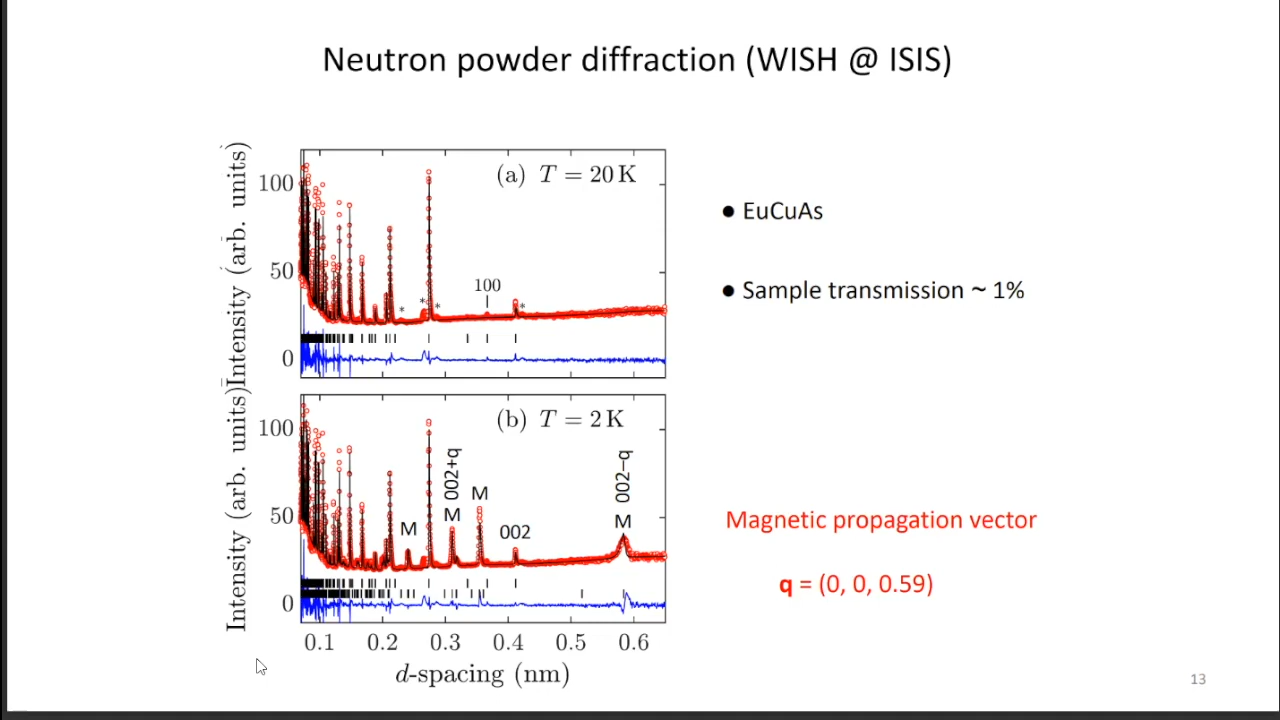 Neutron powder diffraction (WISH @ ISIS)
Intensity (arb. units)
100
50
0
(a) T = 20 K
100
*
*
*
*
● EuCuAs
● Sample transmission ~ 1%
Intensity (arb. units)
100
50
0
(b) T = 2 K
M
M 002+q
M
002
M 002−q
0.1 0.2 0.3 0.4 0.5 0.6
d-spacing (nm)
Magnetic propagation vector
q = (0, 0, 0.59)
13